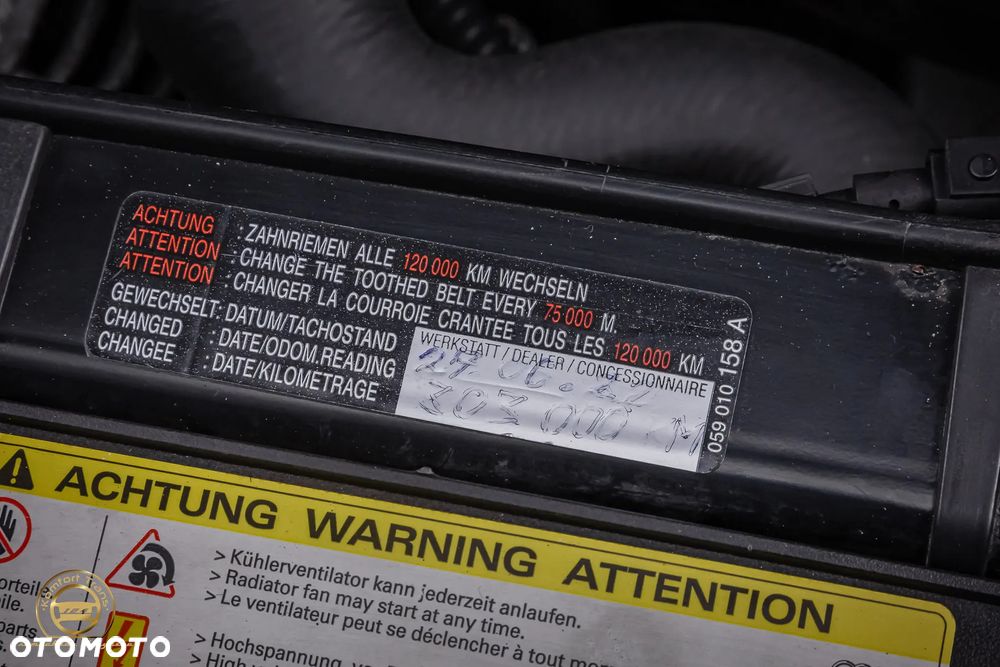 ACHTUNG : ZAHNRIEMEN ALLE 120 000 KM WECHSELN
ATTENTION : CHANGE THE TOOTHED BELT EVERY 75 000 M.
ATTENTION : CHANGER LA COURROIE CRANTEE TOUS LES 120 000 KM
GEWECHSELT: DATUM/TACHOSTAND
CHANGED : DATE/ODOM.READING
CHANGEE : DATE/KILOMETRAGE
WERKSTATT / DEALER / CONCESSIONNAIRE
303000
059 010 158 A
ACHTUNG WARNING ATTENTION
> Kühlerventilator kann jederzeit anlaufen.
> Radiator fan may start at any time.
> Le ventilateur peut se déclencher à tout
> Hochspannung
> High
OTOMOTO